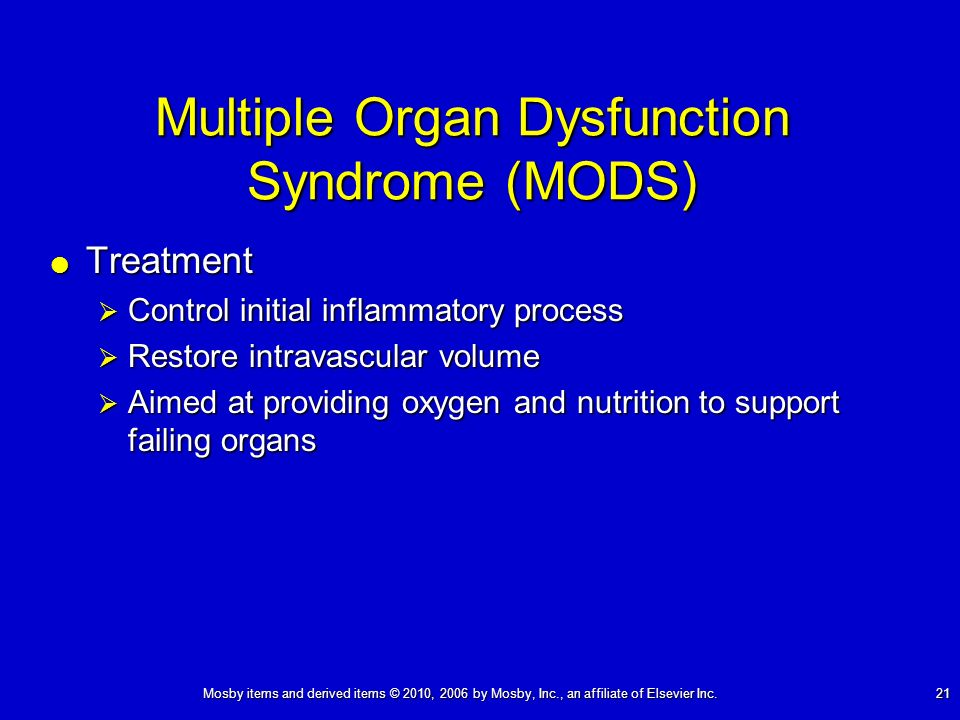 Multiple Organ Dysfunction
Syndrome (MODS)
Treatment
Control initial inflammatory process
Restore intravascular volume
Aimed at providing oxygen and nutrition to support
failing organs
Mosby items and derived items © 2010, 2006 by Mosby, Inc., an affiliate of Elsevier Inc. 21